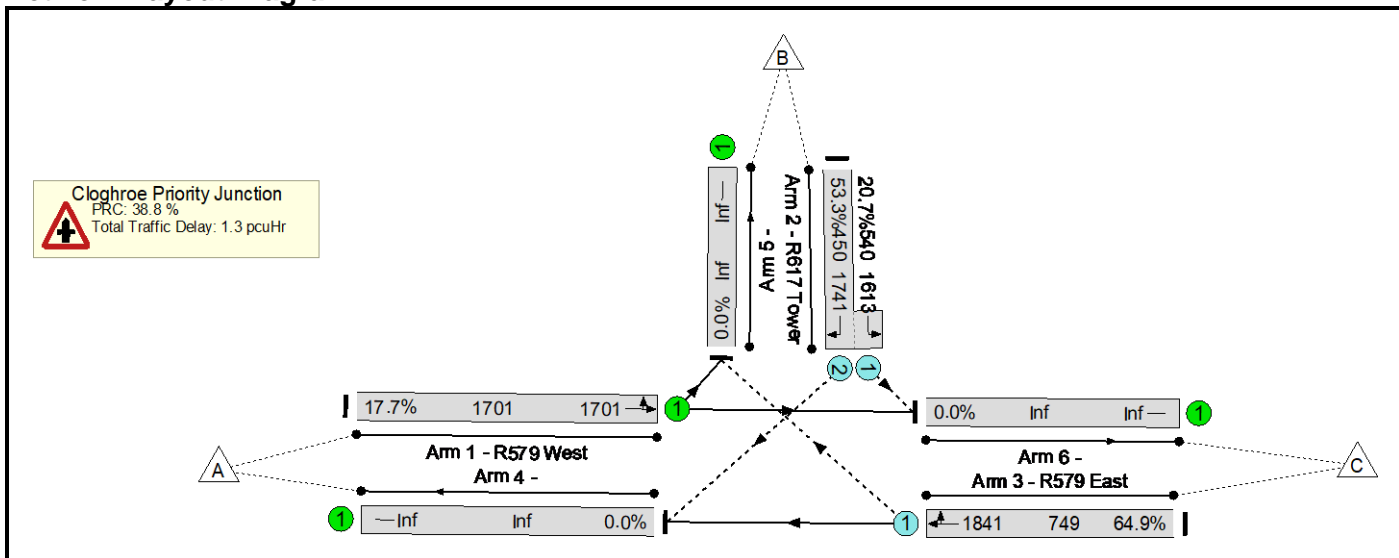 B
Cloghroe Priority Junction
PRC: 38.8 %
Total Traffic Delay: 1.3 pcuHr
1
0.0% Inf Inf
Arm 5 -
Arm 2 - R617 Tower
53.3% 450 1741
20.7% 540 1613
2
1
17.7% 1701 1701
1
0.0% Inf Inf
1
Arm 1 - R579 West
Arm 4 -
Arm 6 -
Arm 3 - R579 East
A
C
1
Inf Inf 0.0%
1
1841 749 64.9%